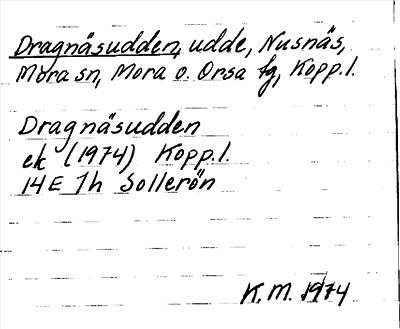 Dragnäsudden, udde, Nusnäs,
Mora sn, Mora o. Orsa tg, Kopp.l.
Dragnäsudden
ek (1974) Kopp.l.
14E 7h Sollerön
K.M. 1974